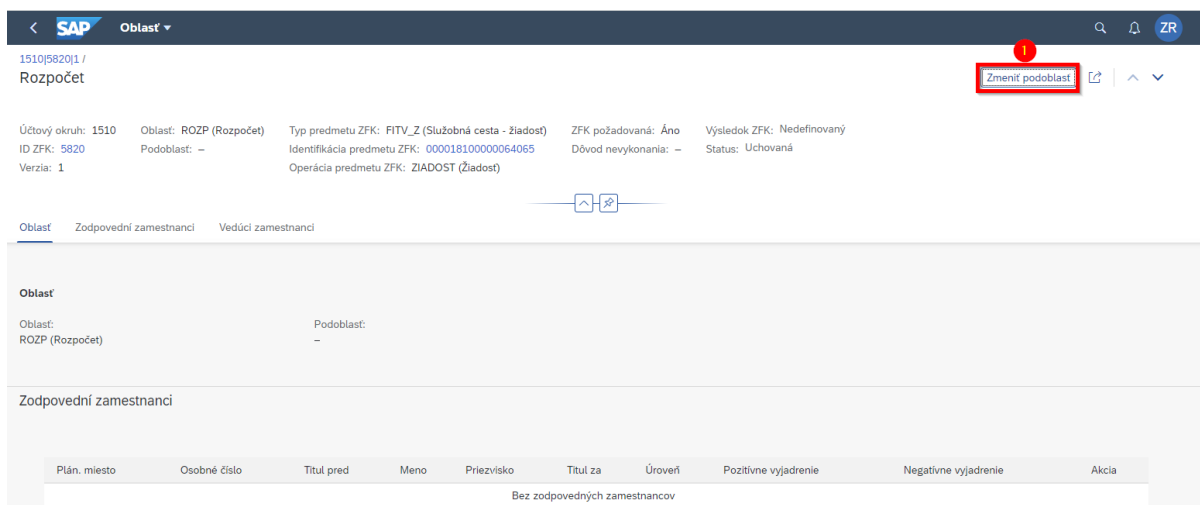 SAP Oblasť ZR
1510|5820|1 /
1
Rozpočet Zmeniť podoblasť
Účtový okruh: 1510 Oblasť: ROZP (Rozpočet) Typ predmetu ZFK: FITV_Z (Služobná cesta - žiadosť) ZFK požadovaná: Áno Výsledok ZFK: Nedefinovaný
ID ZFK: 5820 Podoblasť: – Identifikácia predmetu ZFK: 000018100000064065 Dôvod nevykonania: – Status: Uchovaná
Verzia: 1 Operácia predmetu ZFK: ZIADOST (Žiadosť)
Oblasť Zodpovední zamestnanci Vedúci zamestnanci
Oblasť
Oblasť: Podoblasť:
ROZP (Rozpočet) –
Zodpovední zamestnanci
Plán. miesto Osobné číslo Titul pred Meno Priezvisko Titul za Úroveň Pozitívne vyjadrenie Negatívne vyjadrenie Akcia
Bez zodpovedných zamestnancov